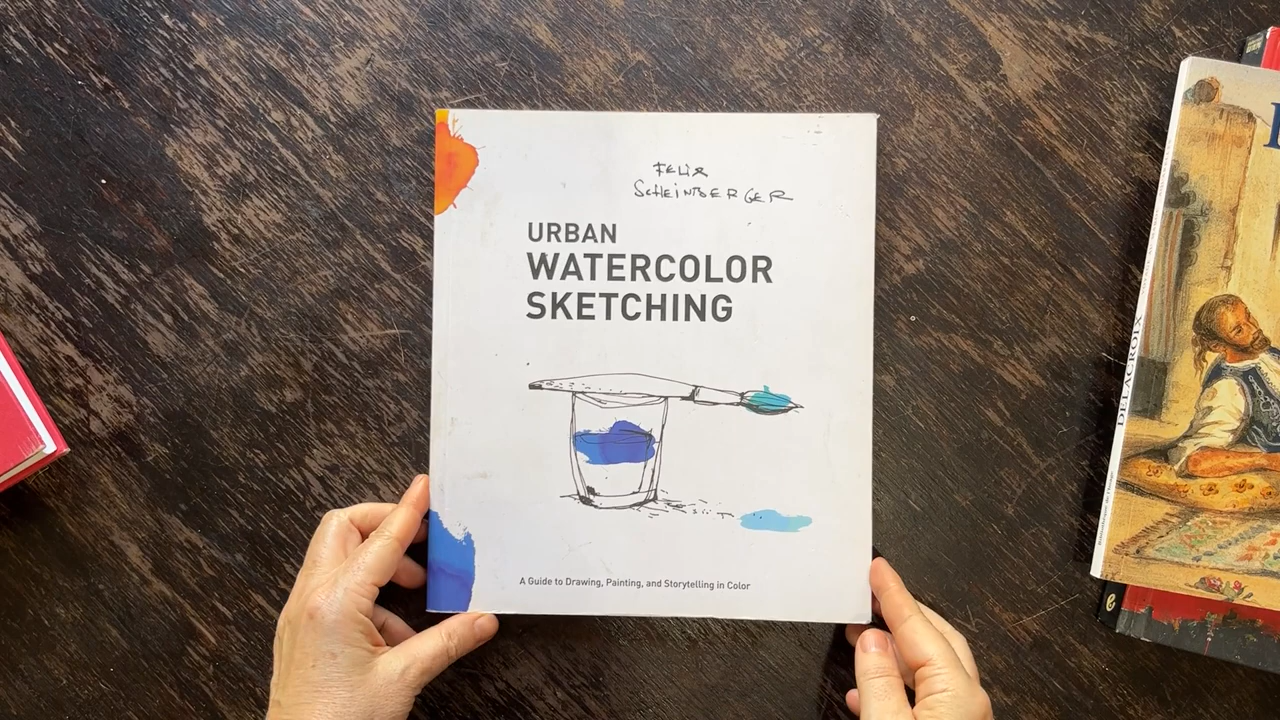 FELIX
SCHEINBERGER
URBAN
WATERCOLOR
SKETCHING
A Guide to Drawing, Painting, and Storytelling in Color
DELACROIX